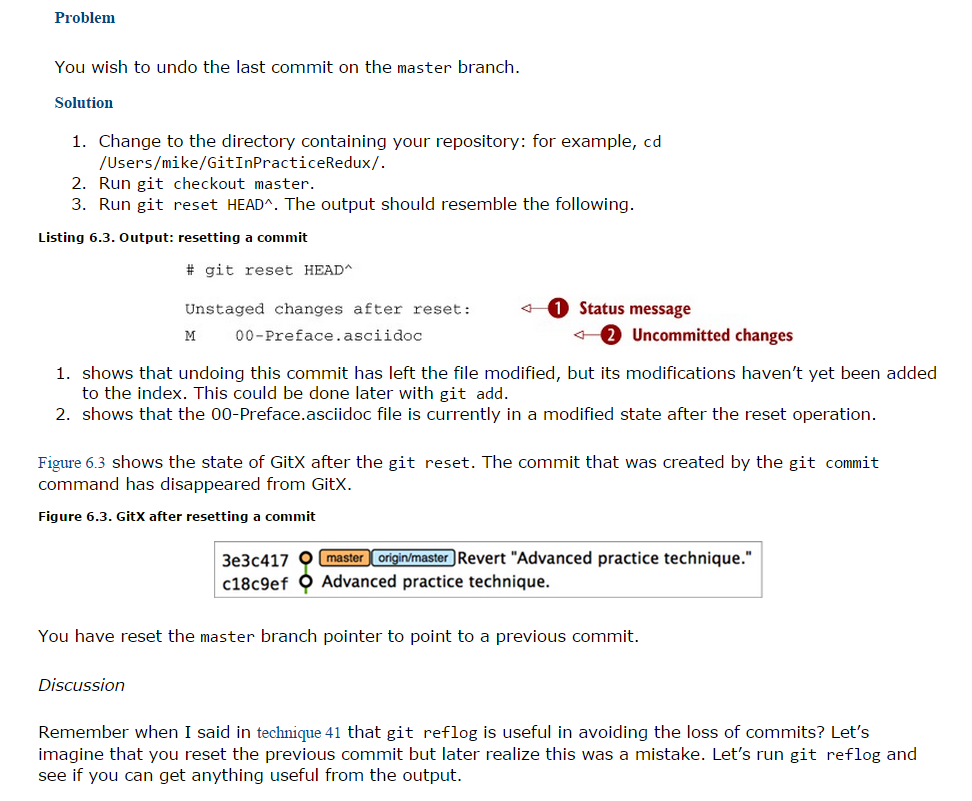 Problem
You wish to undo the last commit on the master branch.
Solution
1. Change to the directory containing your repository: for example, cd
/Users/mike/GitInPracticeRedux/.
2. Run git checkout master.
3. Run git reset HEAD^. The output should resemble the following.
Listing 6.3. Output: resetting a commit
# git reset HEAD^
Unstaged changes after reset: 1 Status message
M 00-Preface.asciidoc 2 Uncommitted changes
1. shows that undoing this commit has left the file modified, but its modifications haven't yet been added
to the index. This could be done later with git add.
2. shows that the 00-Preface.asciidoc file is currently in a modified state after the reset operation.
Figure 6.3 shows the state of GitX after the git reset. The commit that was created by the git commit
command has disappeared from GitX.
Figure 6.3. GitX after resetting a commit
3e3c417 master origin/master Revert "Advanced practice technique."
c18c9ef Advanced practice technique.
You have reset the master branch pointer to point to a previous commit.
Discussion
Remember when I said in technique 41 that git reflog is useful in avoiding the loss of commits? Let's
imagine that you reset the previous commit but later realize this was a mistake. Let's run git reflog and
see if you can get anything useful from the output.